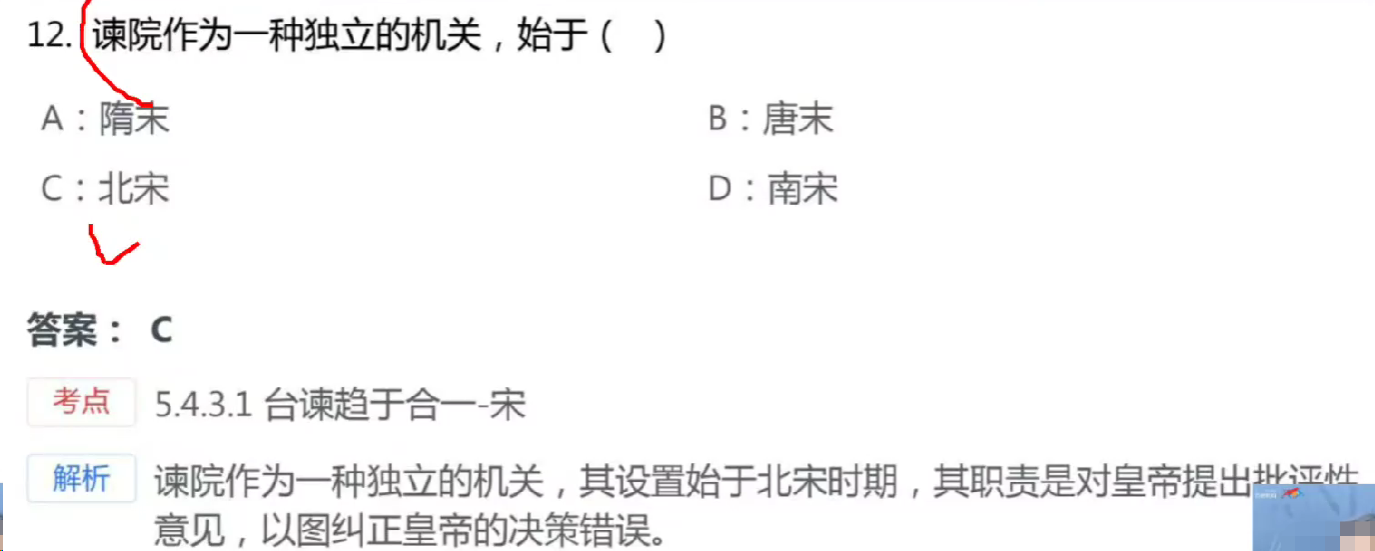 12. 谏院作为一种独立的机关，始于（ ）
A：隋末
B：唐末
C：北宋
D：南宋
答案： C
考点 5.4.3.1 台谏趋于合一-宋
解析 谏院作为一种独立的机关，其设置始于北宋时期，其职责是对皇帝提出批评性
意见，以图纠正皇帝的决策错误。